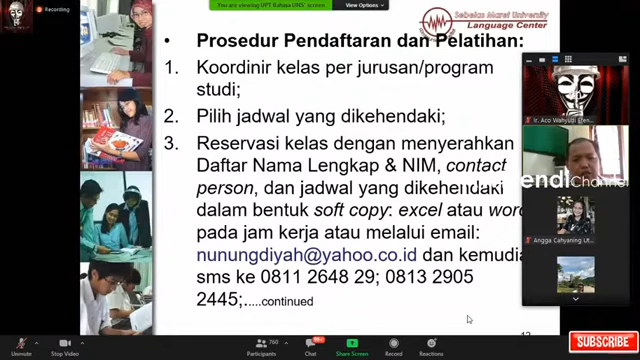 Recording
You are viewing UPT Bahasa UNS' screen
View Options
Sebelas Maret University
Language Center
• Prosedur Pendaftaran dan Pelatihan:
1. Koordinir kelas per jurusan/program
studi;
2. Pilih jadwal yang dikehendaki;
3. Reservasi kelas dengan menyerahkan
Daftar Nama Lengkap & NIM, contact
person, dan jadwal yang dikehendaki
dalam bentuk soft copy: excel atau word
pada jam kerja atau melalui email:
nunungdiyah@yahoo.co.id dan kemudia
sms ke 0811 2648 29; 0813 2905
2445;.....continued
Ir. Aco Wahyudi Efen...
endi Channel
Angga Cahyaning Ut...
Unmute
Stop Video
760
Participants
99+
Chat
Share Screen
Record
Reactions
SUBSCRIBE